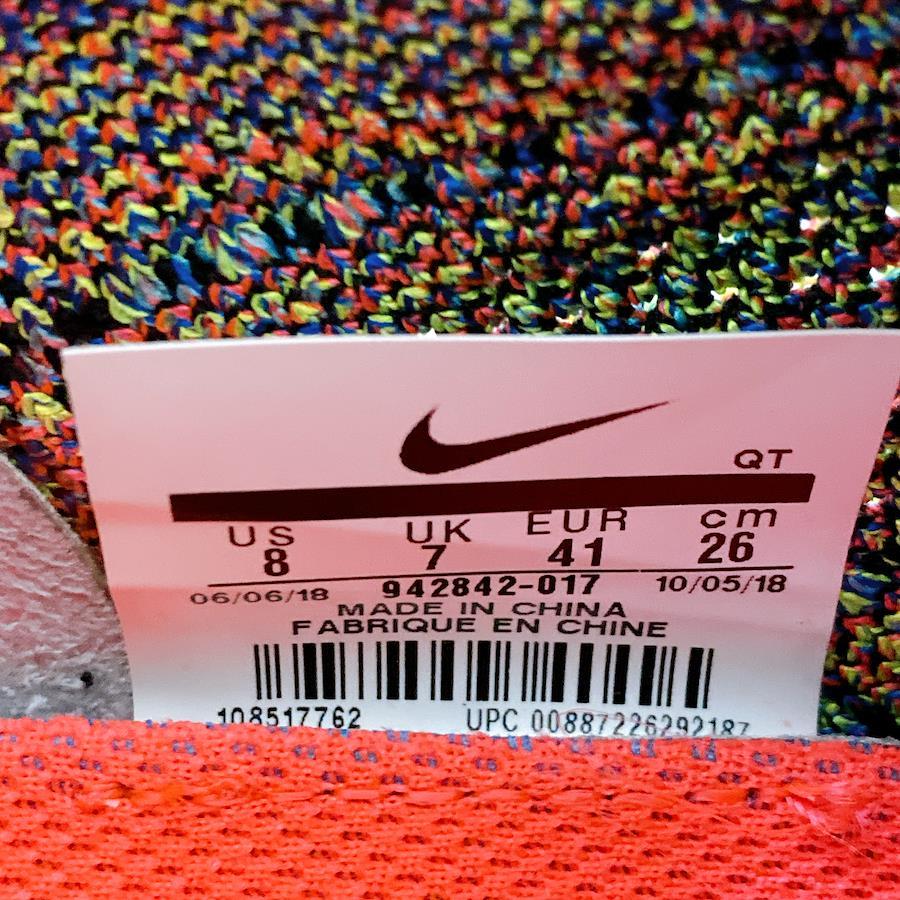 QT
US UK EUR cm
8 7 41 26
06/06/18 942842-017 10/05/18
MADE IN CHINA
FABRIQUE EN CHINE
108517762 UPC 00887226292187